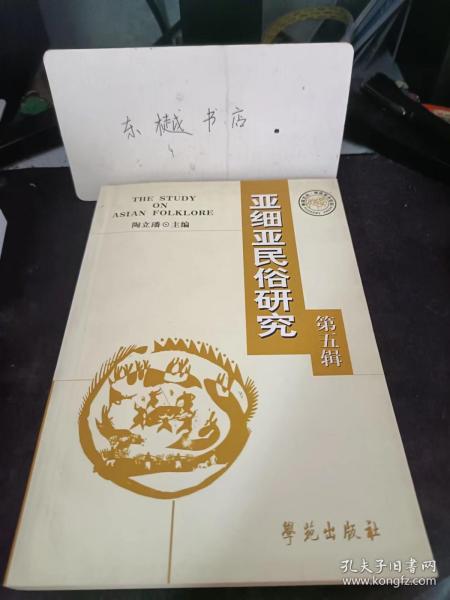 东樾书店
THE STUDY
ON
ASIAN FOLKLORE
陶立璠⊙主编
亚细亚民俗研究
第五辑
學苑出版社
孔夫子旧书网
www.kongfz.com